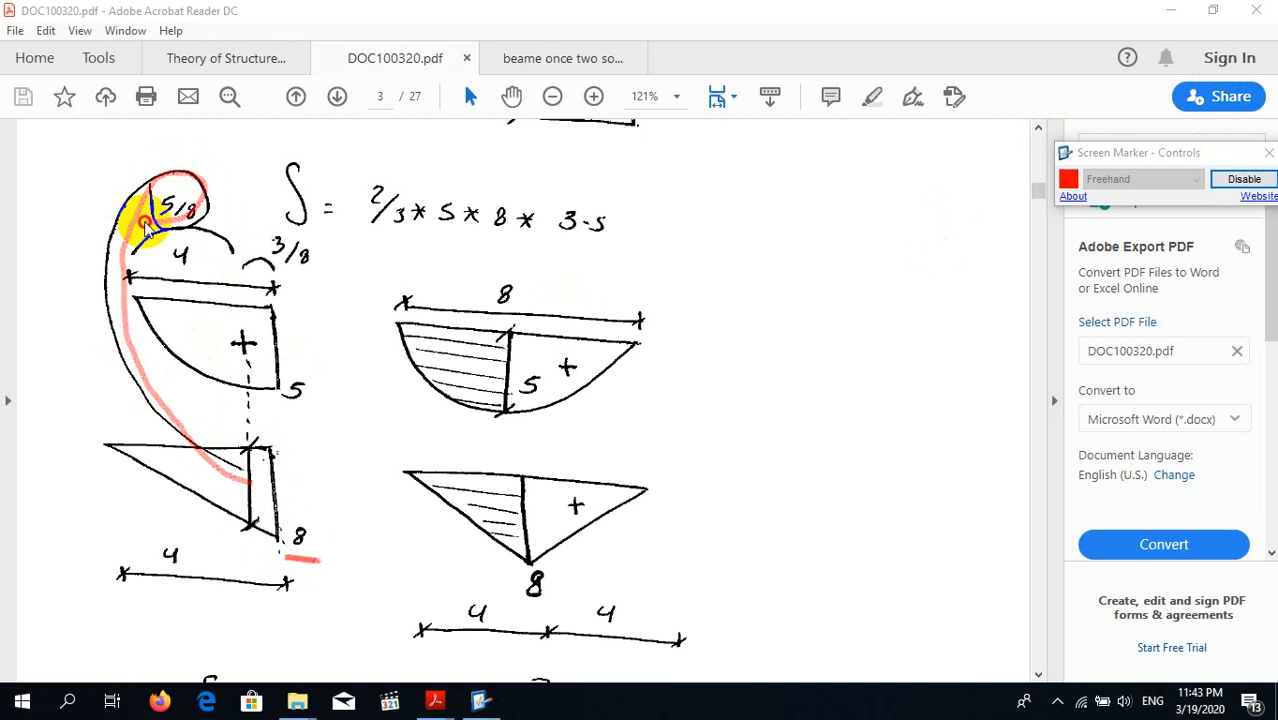 DOC100320.pdf - Adobe Acrobat Reader DC
File Edit View Window Help
Home Tools Theory of Structure... DOC100320.pdf × beame once two so... Sign In
3 / 27 121% Share
∫ = 2/3 * 5 * 8 * 3.5
5/8
4 3/8
8
+
5
5 +
+
8
8
4
4 4
Screen Marker - Controls
Freehand Disable
About Website
Adobe Export PDF
Convert PDF Files to Word
or Excel Online
Select PDF File
DOC100320.pdf
Convert to
Microsoft Word (*.docx)
Document Language:
English (U.S.) Change
Convert
Create, edit and sign PDF
forms & agreements
Start Free Trial
321
ENG
11:43 PM
3/19/2020
13